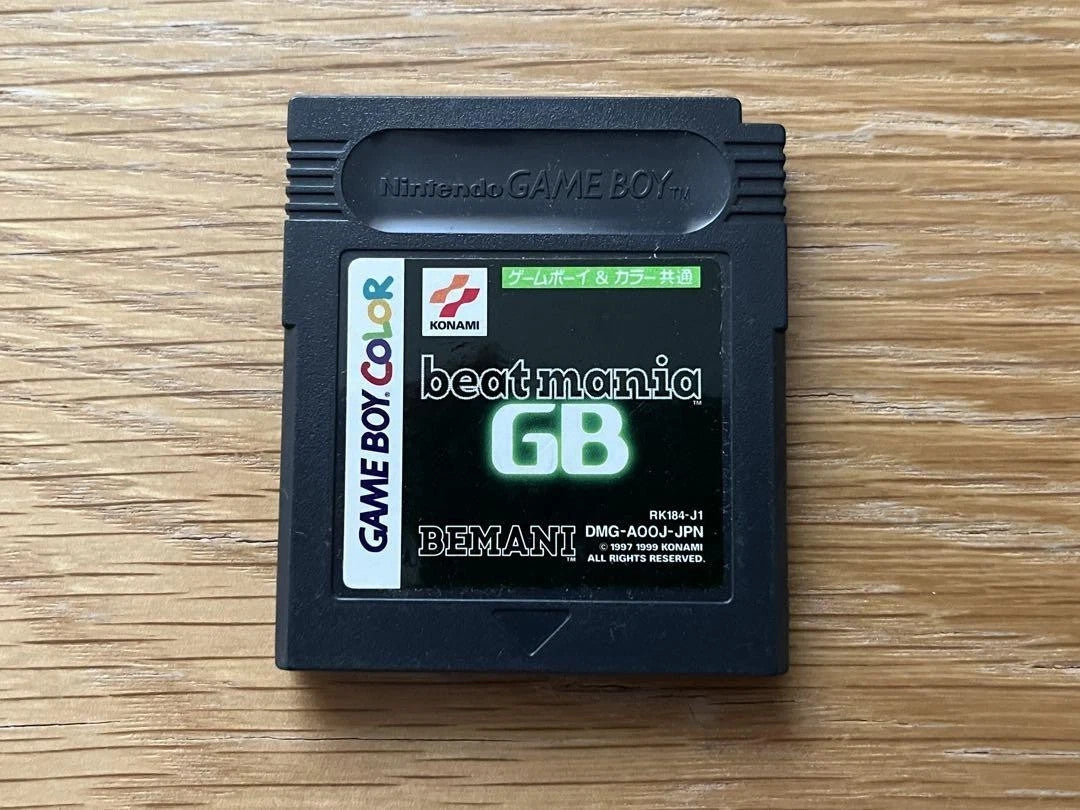 Nintendo GAME BOY™
GAME BOY® COLOR
KONAMI
ゲームボーイ & カラー共通
beatmania™
GB
RK184-J1
BEMANI™
DMG-A00J-JPN
© 1997 1999 KONAMI
ALL RIGHTS RESERVED.